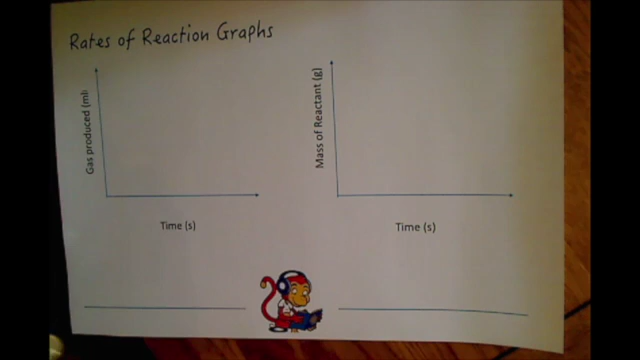 Rates of Reaction Graphs
Gas produced (ml)
Time (s)
Mass of Reactant (g)
Time (s)